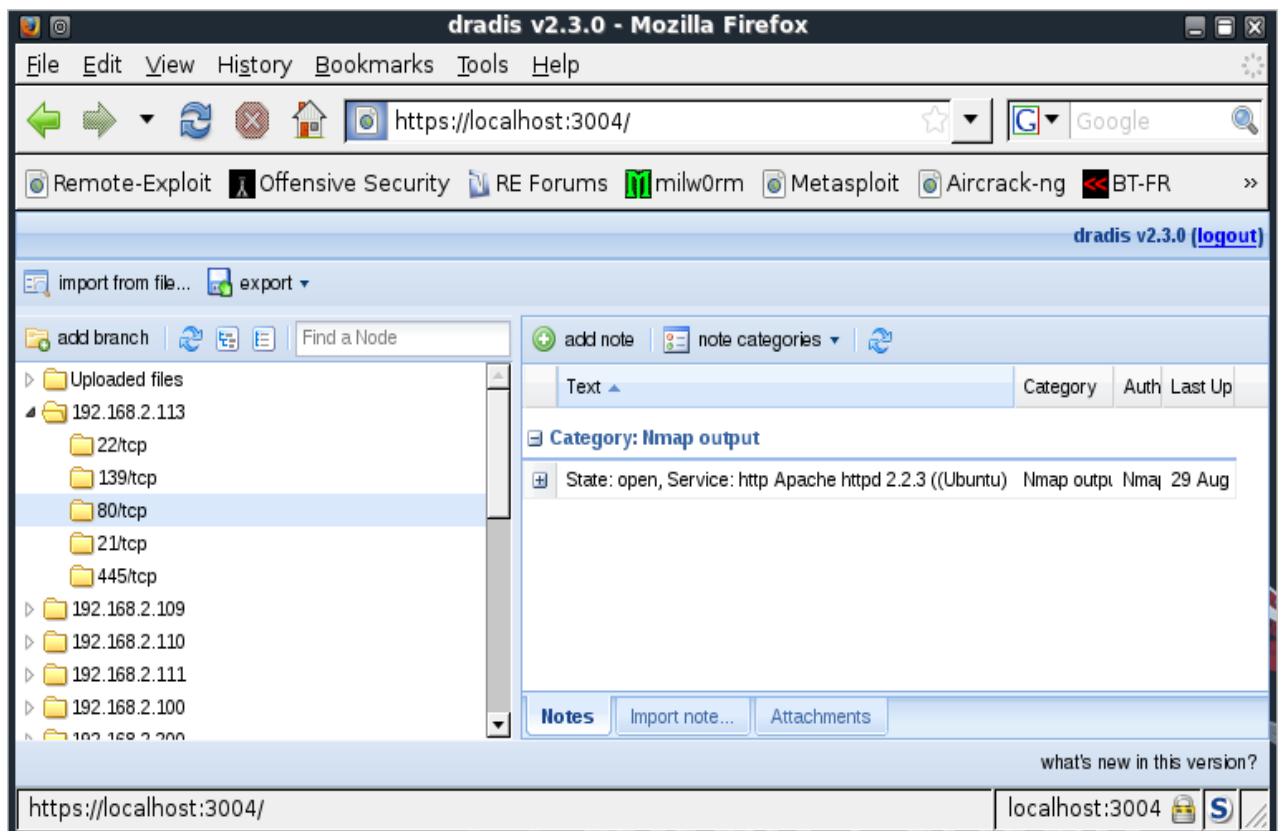 dradis v2.3.0 - Mozilla Firefox
File Edit View History Bookmarks Tools Help
https://localhost:3004/ Google
Remote-Exploit Offensive Security RE Forums milw0rm Metasploit Aircrack-ng BT-FR »
dradis v2.3.0 (logout)
import from file... export
add branch Find a Node
Uploaded files
192.168.2.113
22/tcp
139/tcp
80/tcp
21/tcp
445/tcp
192.168.2.109
192.168.2.110
192.168.2.111
192.168.2.100
192.168.2.200
add note note categories
Text Category Auth Last Up
Category: Nmap output
State: open, Service: http Apache httpd 2.2.3 ((Ubuntu) Nmap outpu Nmap 29 Aug
Notes Import note... Attachments
what's new in this version?
https://localhost:3004/ localhost:3004